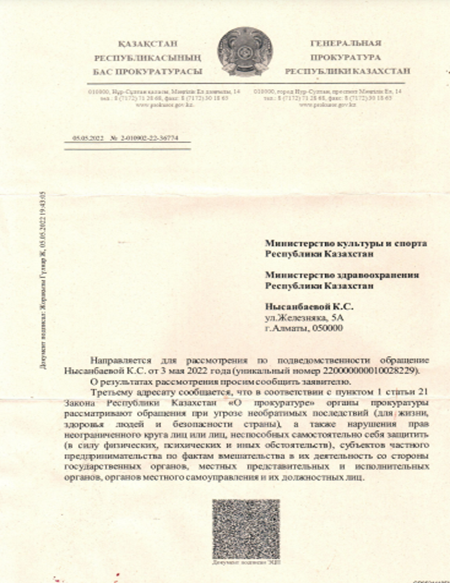 ҚАЗАҚСТАН
РЕСПУБЛИКАСЫНЫҢ
БАС ПРОКУРАТУРАСЫ
ГЕНЕРАЛЬНАЯ
ПРОКУРАТУРА
РЕСПУБЛИКИ КАЗАХСТАН
010000, Нұр-Сұлтан қаласы, Мәңгілік Ел даңғылы, 14
тел.: 8 (7172) 71 26 68, факс: 8 (7172) 50 18 65
www.prokuror.gov.kz
010000, город Нур-Султан, проспект Мәңгілік Ел, 14
тел.: 8 (7172) 71 28 68, факс: 8 (7172) 50 18 65
www.prokuror.gov.kz
05.05.2022 № 2-010902-22-36774
Министерство культуры и спорта
Республики Казахстан
Министерство здравоохранения
Республики Казахстан
Нысанбаевой К.С.
ул.Железняка, 5А
г.Алматы, 050000
Направляется для рассмотрения по подведомственности обращение
Нысанбаевой К.С. от 3 мая 2022 года (уникальный номер 220000000010028229).
О результатах рассмотрения просим сообщить заявителю.
Третьему адресату сообщается, что в соответствии с пунктом 1 статьи 21
Закона Республики Казахстан «О прокуратуре» органы прокуратуры
рассматривают обращения при угрозе необратимых последствий (для жизни,
здоровья людей и безопасности страны), а также нарушения прав
неограниченного круга лиц или лиц, неспособных самостоятельно себя защитить
(в силу физических, психических и иных обстоятельств), субъектов частного
предпринимательства по фактам вмешательства в их деятельность со стороны
государственных органов, местных представительных и исполнительных
органов, органов местного самоуправления и их должностных лиц.
Документ подписан ЭЦП
Документ подписал: Ж, 05.05.2022 19:43:05